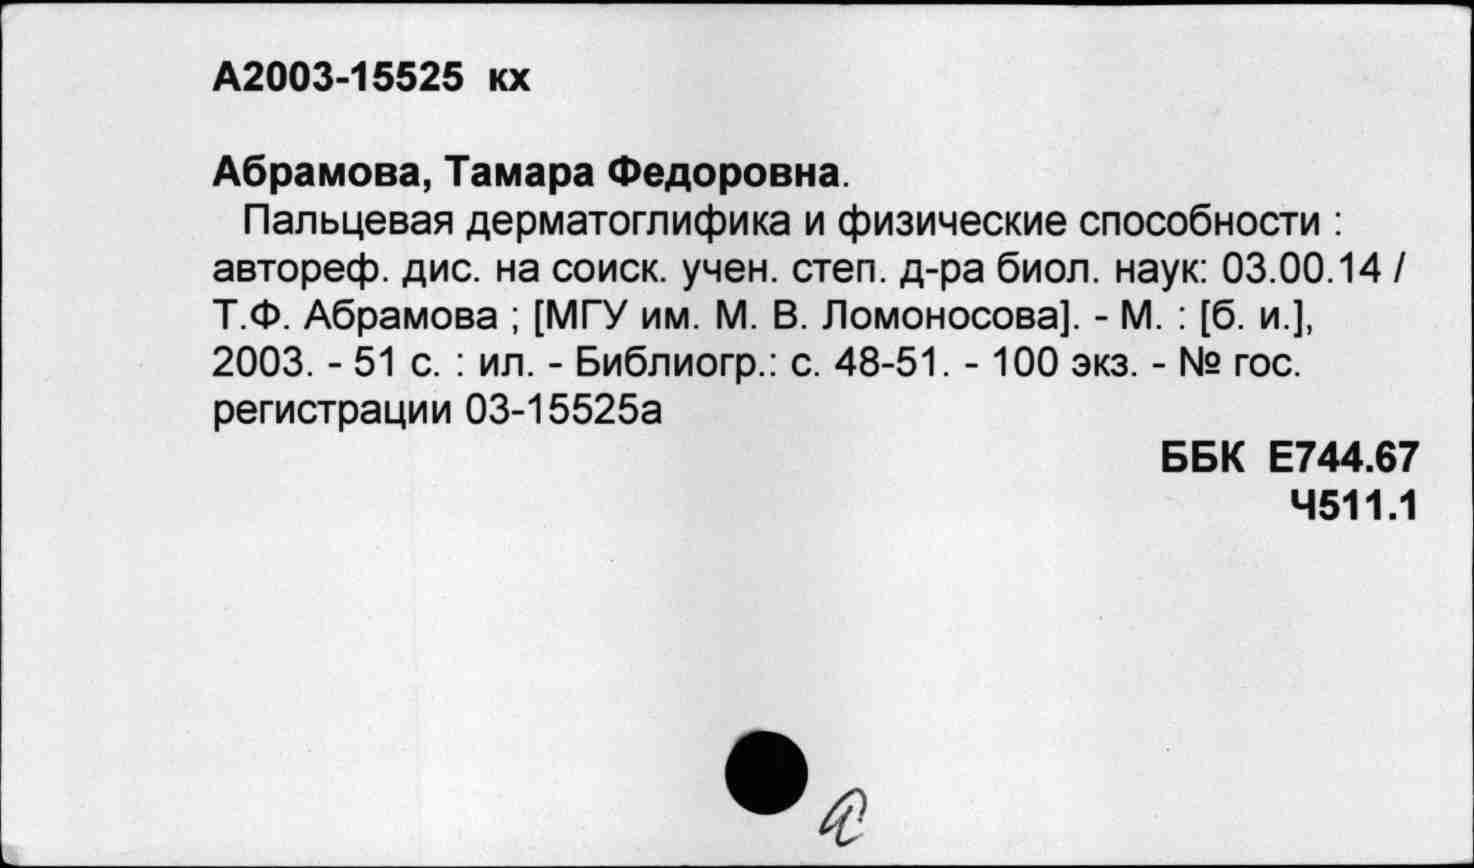 А2003-15525 кх
Абрамова, Тамара Федоровна.
Пальцевая дерматоглифика и физические способности :
автореф. дис. на соиск. учен. степ. д-ра биол. наук: 03.00.14 /
Т.Ф. Абрамова ; [МГУ им. М. В. Ломоносова]. - М. : [б. и.],
2003. - 51 с. : ил. - Библиогр.: с. 48-51. - 100 экз. - № гос.
регистрации 03-15525а
ББК Е744.67
Ч511.1